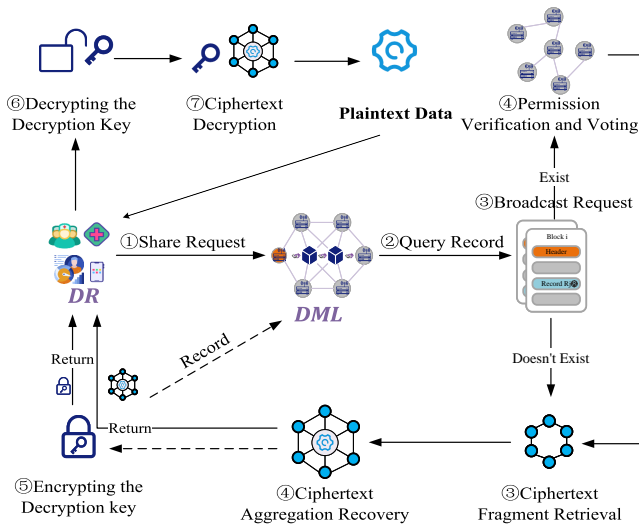 ⑥Decrypting the
Decryption Key
⑦Ciphertext
Decryption
Plaintext Data
④Permission
Verification and Voting
Exist
③Broadcast Request
①Share Request
②Query Record
Block i
Header
Record R
DR
DML
Record
Return
Return
Doesn't Exist
⑤Encrypting the
Decryption key
④Ciphertext
Aggregation Recovery
③Ciphertext
Fragment Retrieval